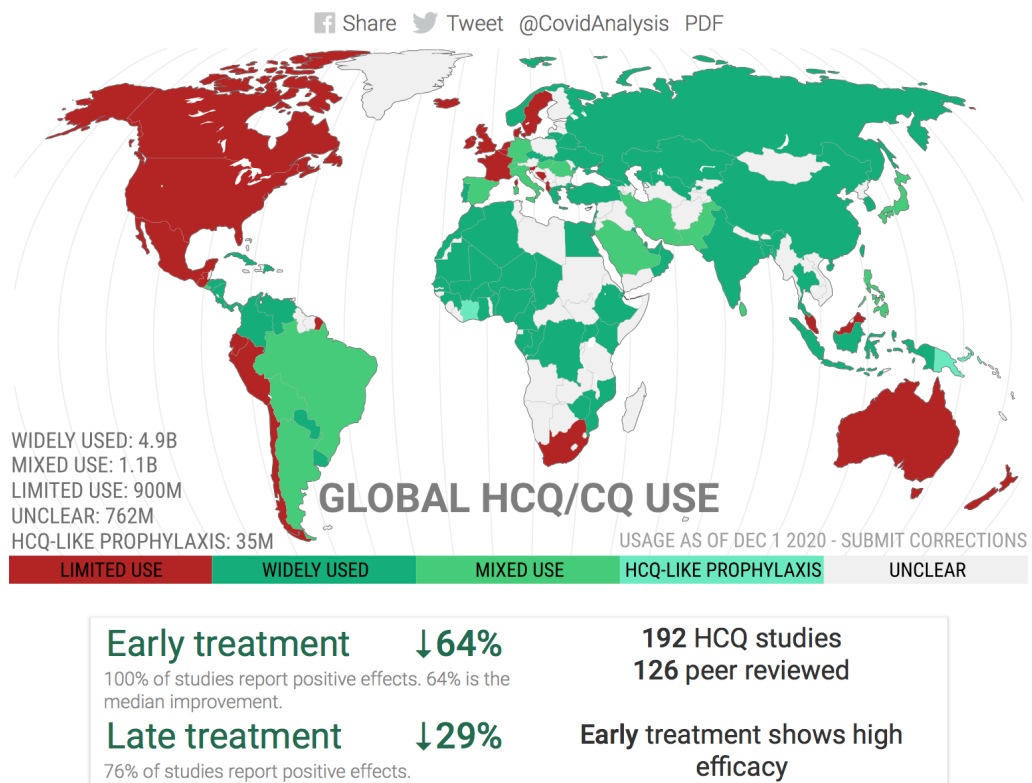 Share Tweet @CovidAnalysis PDF
WIDELY USED: 4.9B
MIXED USE: 1.1B
LIMITED USE: 900M
UNCLEAR: 762M
HCQ-LIKE PROPHYLAXIS: 35M
GLOBAL HCQ/CQ USE
USAGE AS OF DEC 1 2020 - SUBMIT CORRECTIONS
LIMITED USE WIDELY USED MIXED USE HCQ-LIKE PROPHYLAXIS UNCLEAR
Early treatment ↓64%
100% of studies report positive effects. 64% is the
median improvement.
192 HCQ studies
126 peer reviewed
Late treatment ↓29%
76% of studies report positive effects.
Early treatment shows high
efficacy